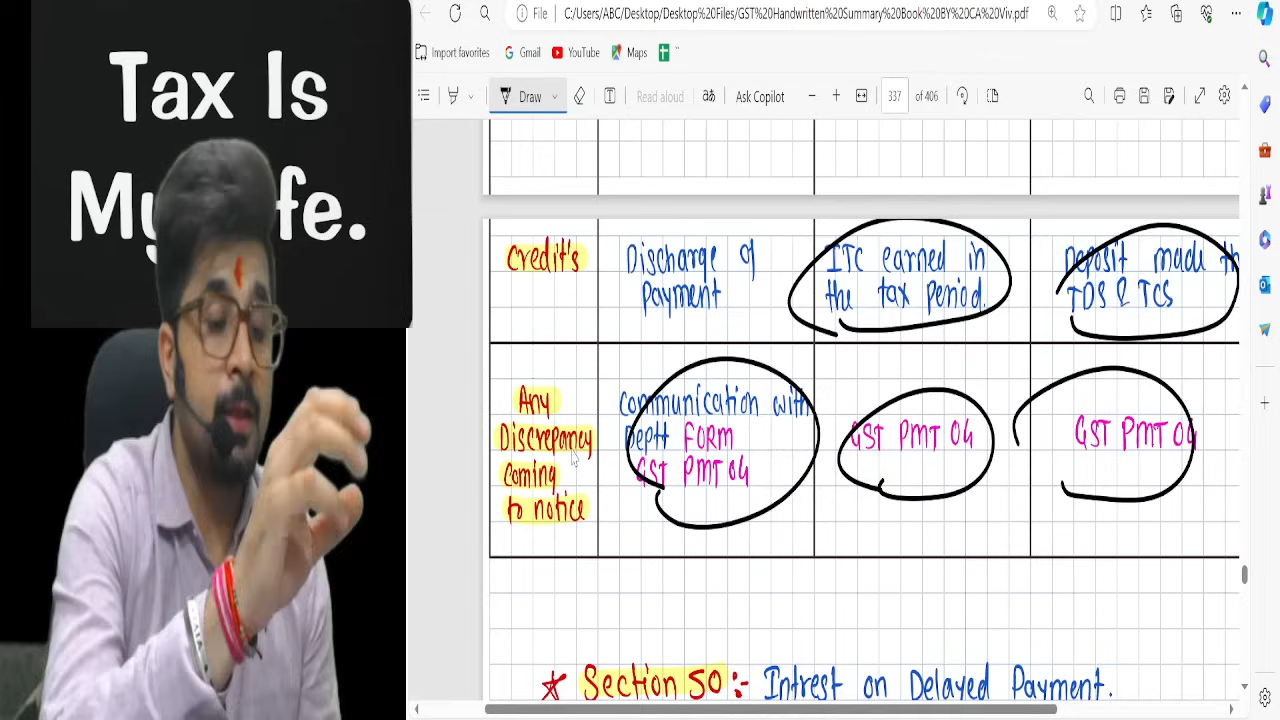 Tax Is
My fe.
File
C:/Users/ABC/Desktop/Desktop%20Files/GST%20Handwritten%20Summary%20Book%20BY%20CA%20Viv.pdf
Import favorites
Gmail
YouTube
Maps
Draw
Read aloud
Ask Copilot
337 of 406
Credit's
Discharge of
payment
ITC earned in
the tax period.
Deposit made th
TDS & TCS
Any
Discrepancy
Coming
to notice
Communication with
Deptt FORM
GST PMT 04
GST PMT 04
GST PMT 04
★ Section 50 :- Intrest on Delayed Payment.